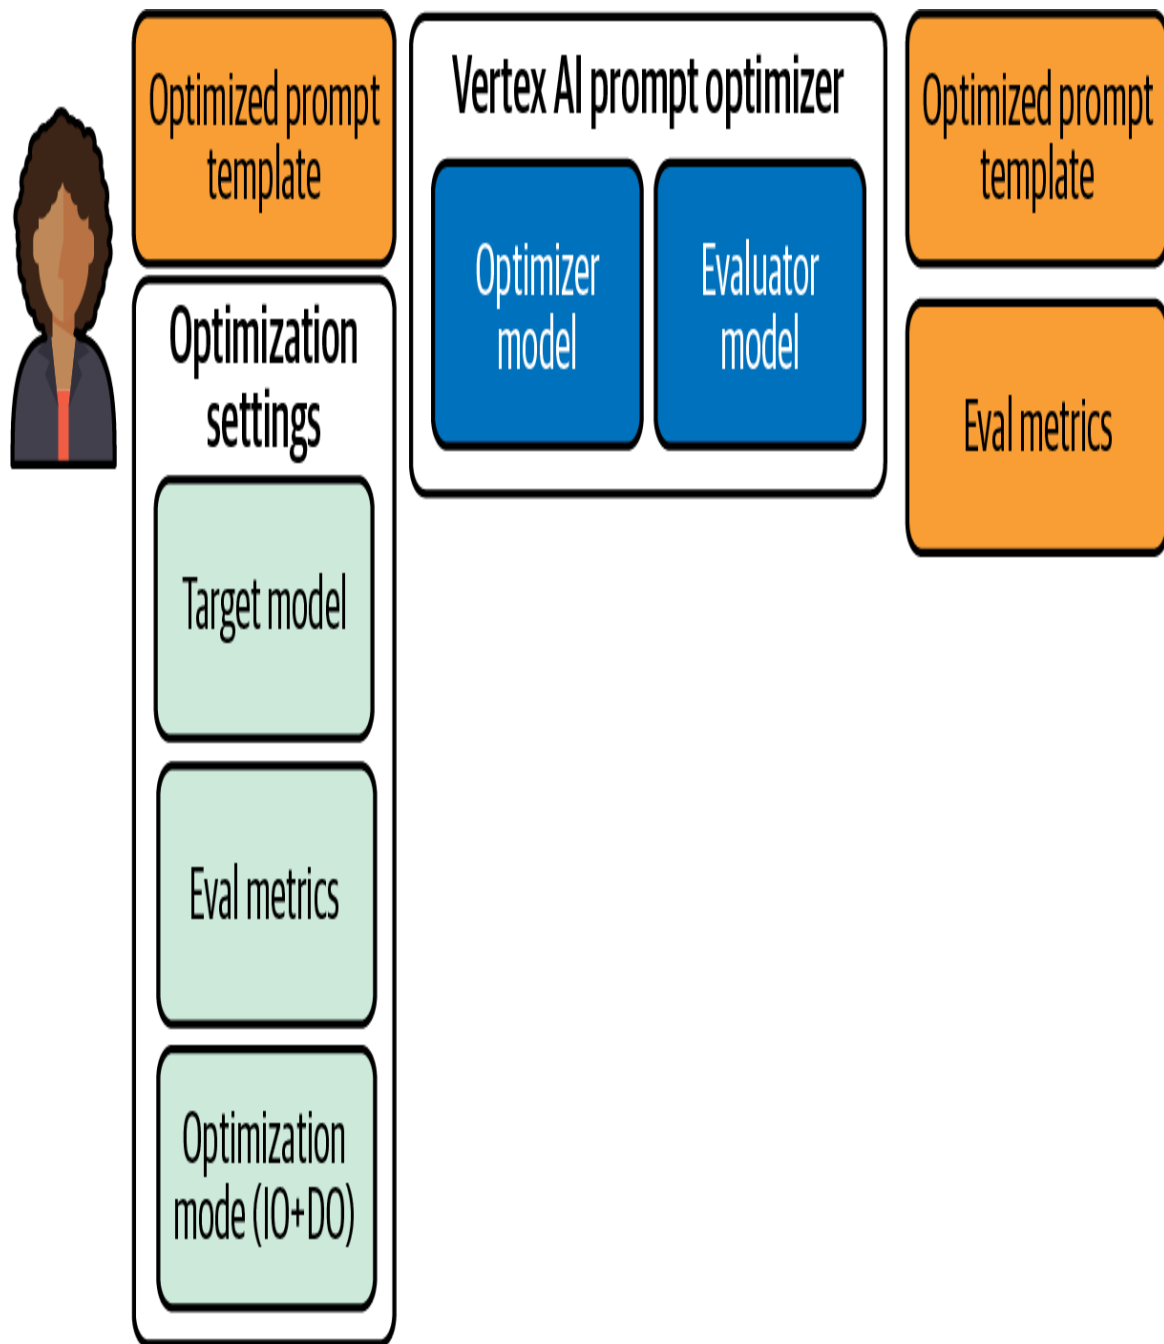 Optimized prompt
template
Optimization
settings
Target model
Eval metrics
Optimization
mode (IO+DO)
Vertex AI prompt optimizer
Optimizer
model
Evaluator
model
Optimized prompt
template
Eval metrics